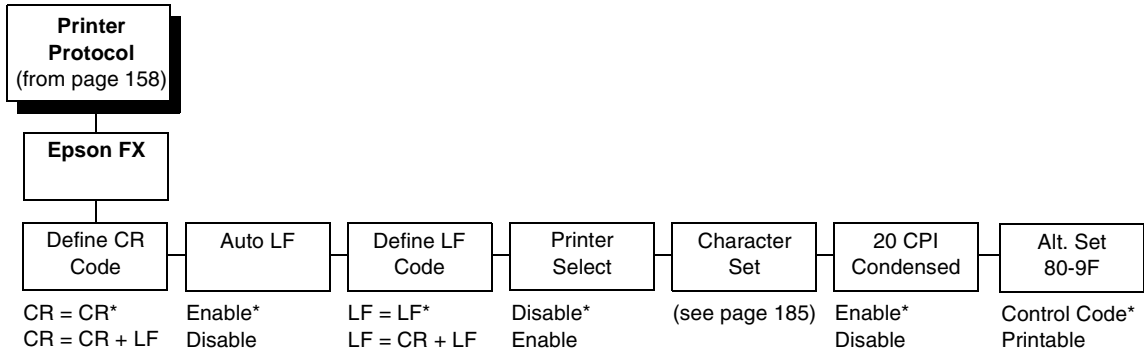 Printer
Protocol
(from page 158)
Epson FX
Define CR
Code
Auto LF
Define LF
Code
Printer
Select
Character
Set
20 CPI
Condensed
Alt. Set
80-9F
CR = CR*
CR = CR + LF
Enable*
Disable
LF = LF*
LF = CR + LF
Disable*
Enable
(see page 185)
Enable*
Disable
Control Code*
Printable